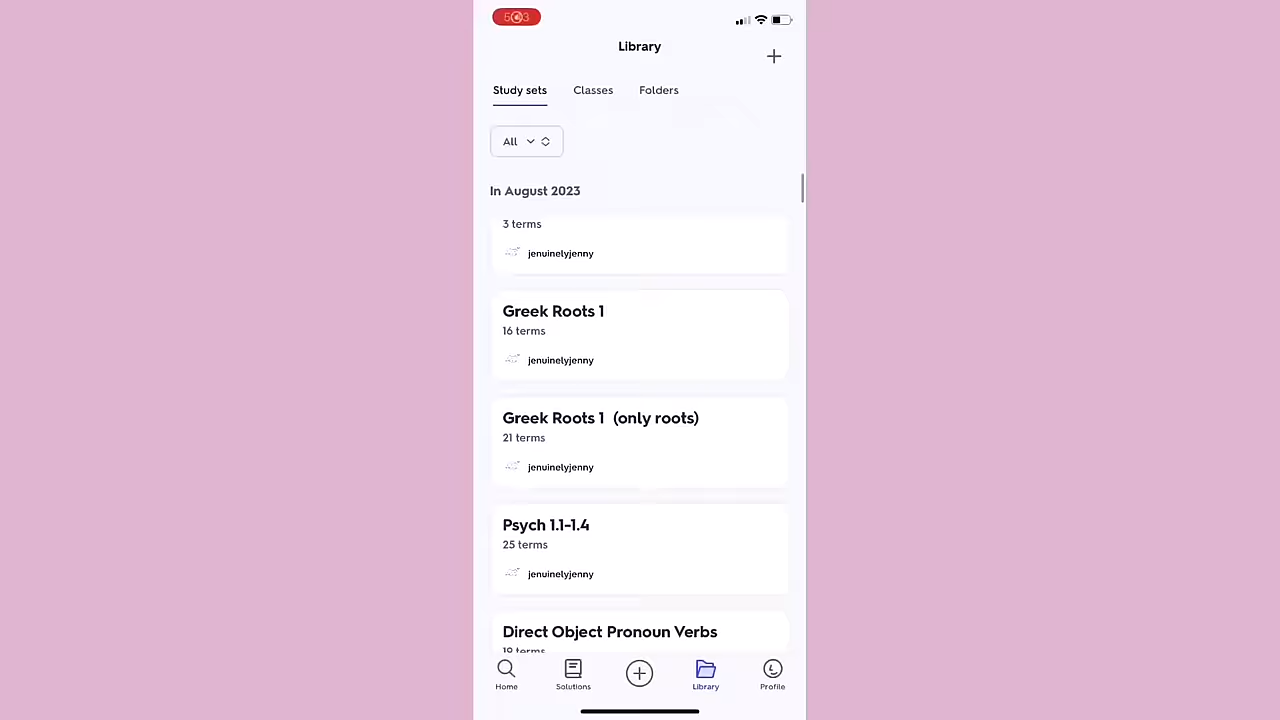 Library
Study sets Classes Folders
All
In August 2023
3 terms
jenuinelyjenny
Greek Roots 1
16 terms
jenuinelyjenny
Greek Roots 1 (only roots)
21 terms
jenuinelyjenny
Psych 1.1-1.4
25 terms
jenuinelyjenny
Direct Object Pronoun Verbs
19 terms
Home Solutions Library Profile